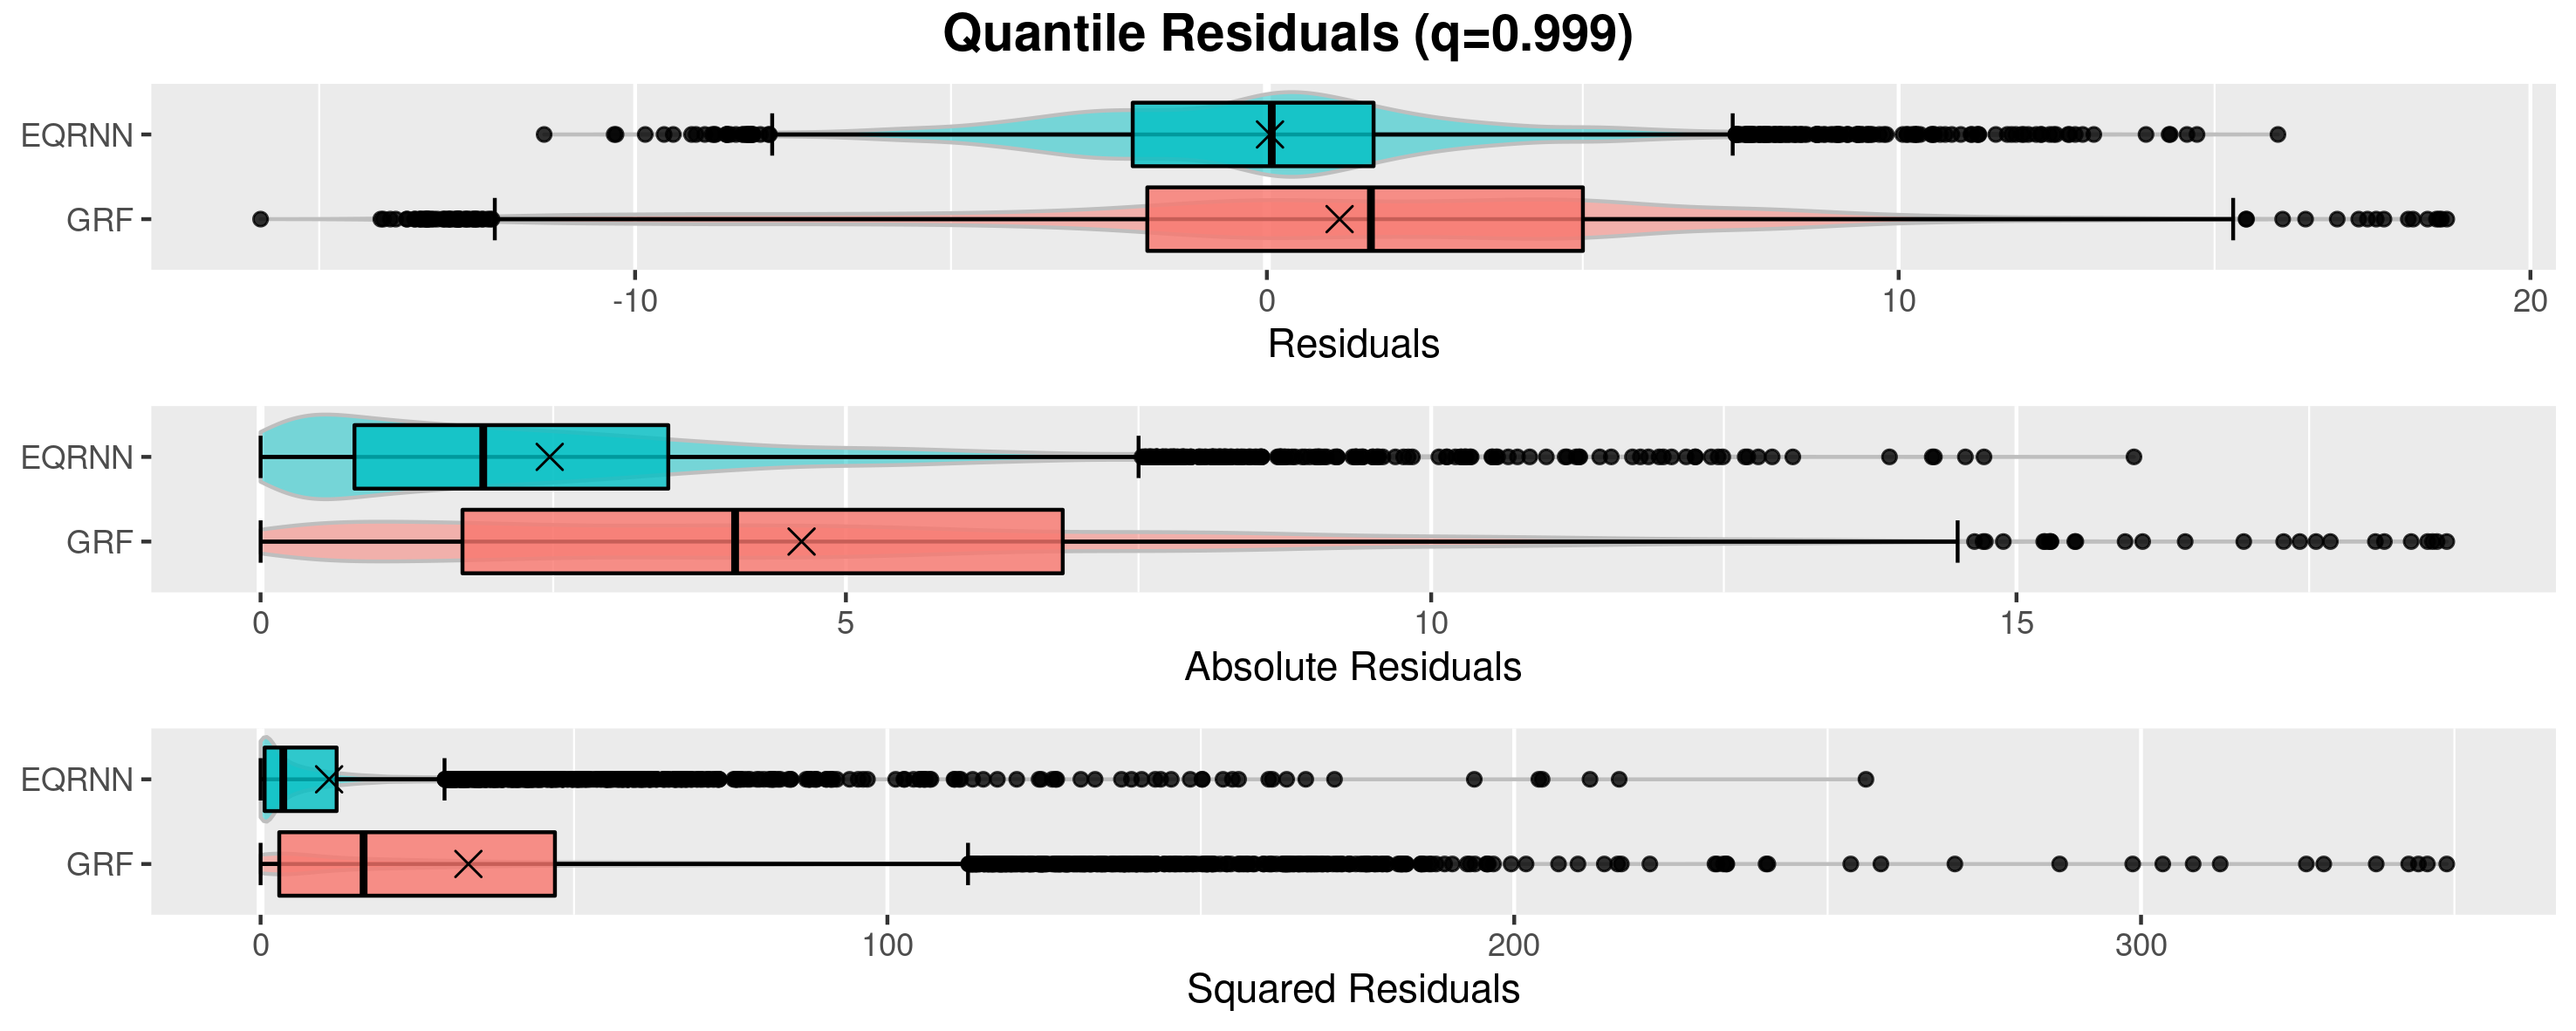 Quantile Residuals (q=0.999)
EQRNN
GRF
-10 0 10 20
Residuals
EQRNN
GRF
0 5 10 15
Absolute Residuals
EQRNN
GRF
0 100 200 300
Squared Residuals